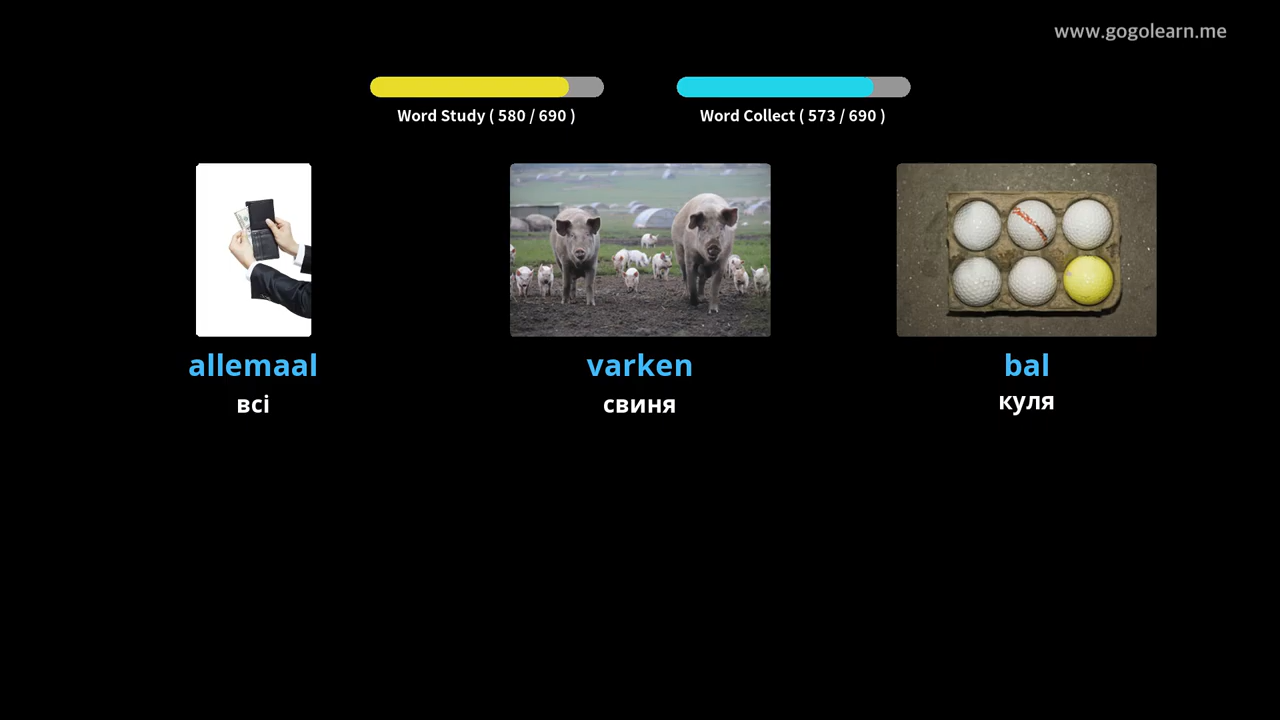 www.gogolearn.me
Word Study ( 580 / 690 )
Word Collect ( 573 / 690 )
allemaal
всі
varken
свиня
bal
куля